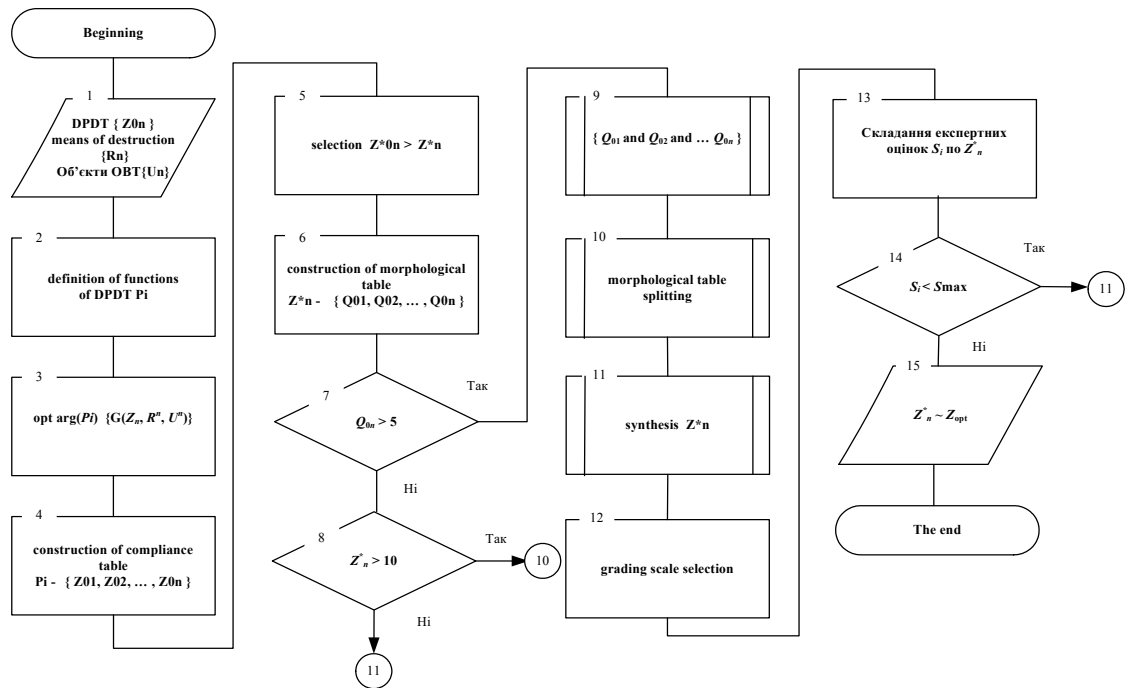 Beginning
1
DPDT { Z0n }
means of destruction
{Rn}
Об’єкти ОВТ{Un}
2
definition of functions
of DPDT Pi
3
opt arg(Pi) {G(Zn, Rⁿ, Uⁿ)}
4
construction of compliance
table
Pi - { Z01, Z02, … , Z0n }
5
selection Z*0n > Z*n
6
construction of morphological
table
Z*n - { Q01, Q02, … , Q0n }
7
Q0n > 5
Так
Ні
8
Z*n > 10
Так
10
Ні
11
9
{ Q01 and Q02 and … Q0n }
10
morphological table
splitting
11
synthesis Z*n
12
grading scale selection
13
Складання експертних
оцінок Si по Z*n
14
Si < Smax
Так
11
Ні
15
Z*n ~ Zopt
The end